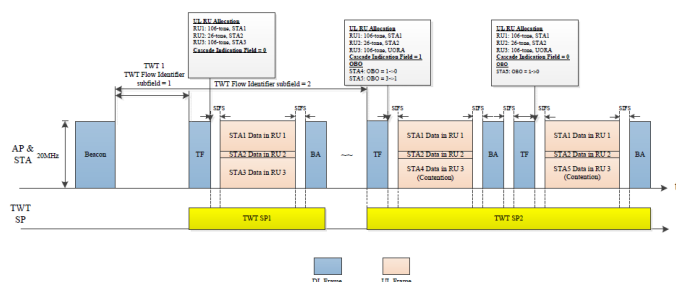 UL RU Allocation
RU1: 106-tone, STA1
RU2: 26-tone, STA2
RU3: 106-tone, STA3
Cascade Indication Field = 0
UL RU Allocation
RU1: 106-tone, STA1
RU2: 26-tone, STA2
RU3: 106-tone, UORA
Cascade Indication Field = 1
OBO
STA4: OBO = 1->0
STA5: OBO = 3->1
UL RU Allocation
RU1: 106-tone, STA1
RU2: 26-tone, STA2
RU3: 106-tone, UORA
Cascade Indication Field = 0
OBO
STA5: OBO = 1->0
TWT 1
TWT Flow Identifier
subfield = 1
TWT Flow Identifier subfield = 2
SIFS
SIFS
SIFS
SIFS
SIFS
SIFS
SIFS
AP &
STA
20MHz
Beacon
TF
STA1 Data in RU 1
STA2 Data in RU 2
STA3 Data in RU 3
BA
~~
TF
STA1 Data in RU 1
STA2 Data in RU 2
STA4 Data in RU 3
(Contention)
BA
TF
STA1 Data in RU 1
STA2 Data in RU 2
STA5 Data in RU 3
(Contention)
BA
t
TWT
SP
TWT SP1
TWT SP2
DL Frame
UL Frame